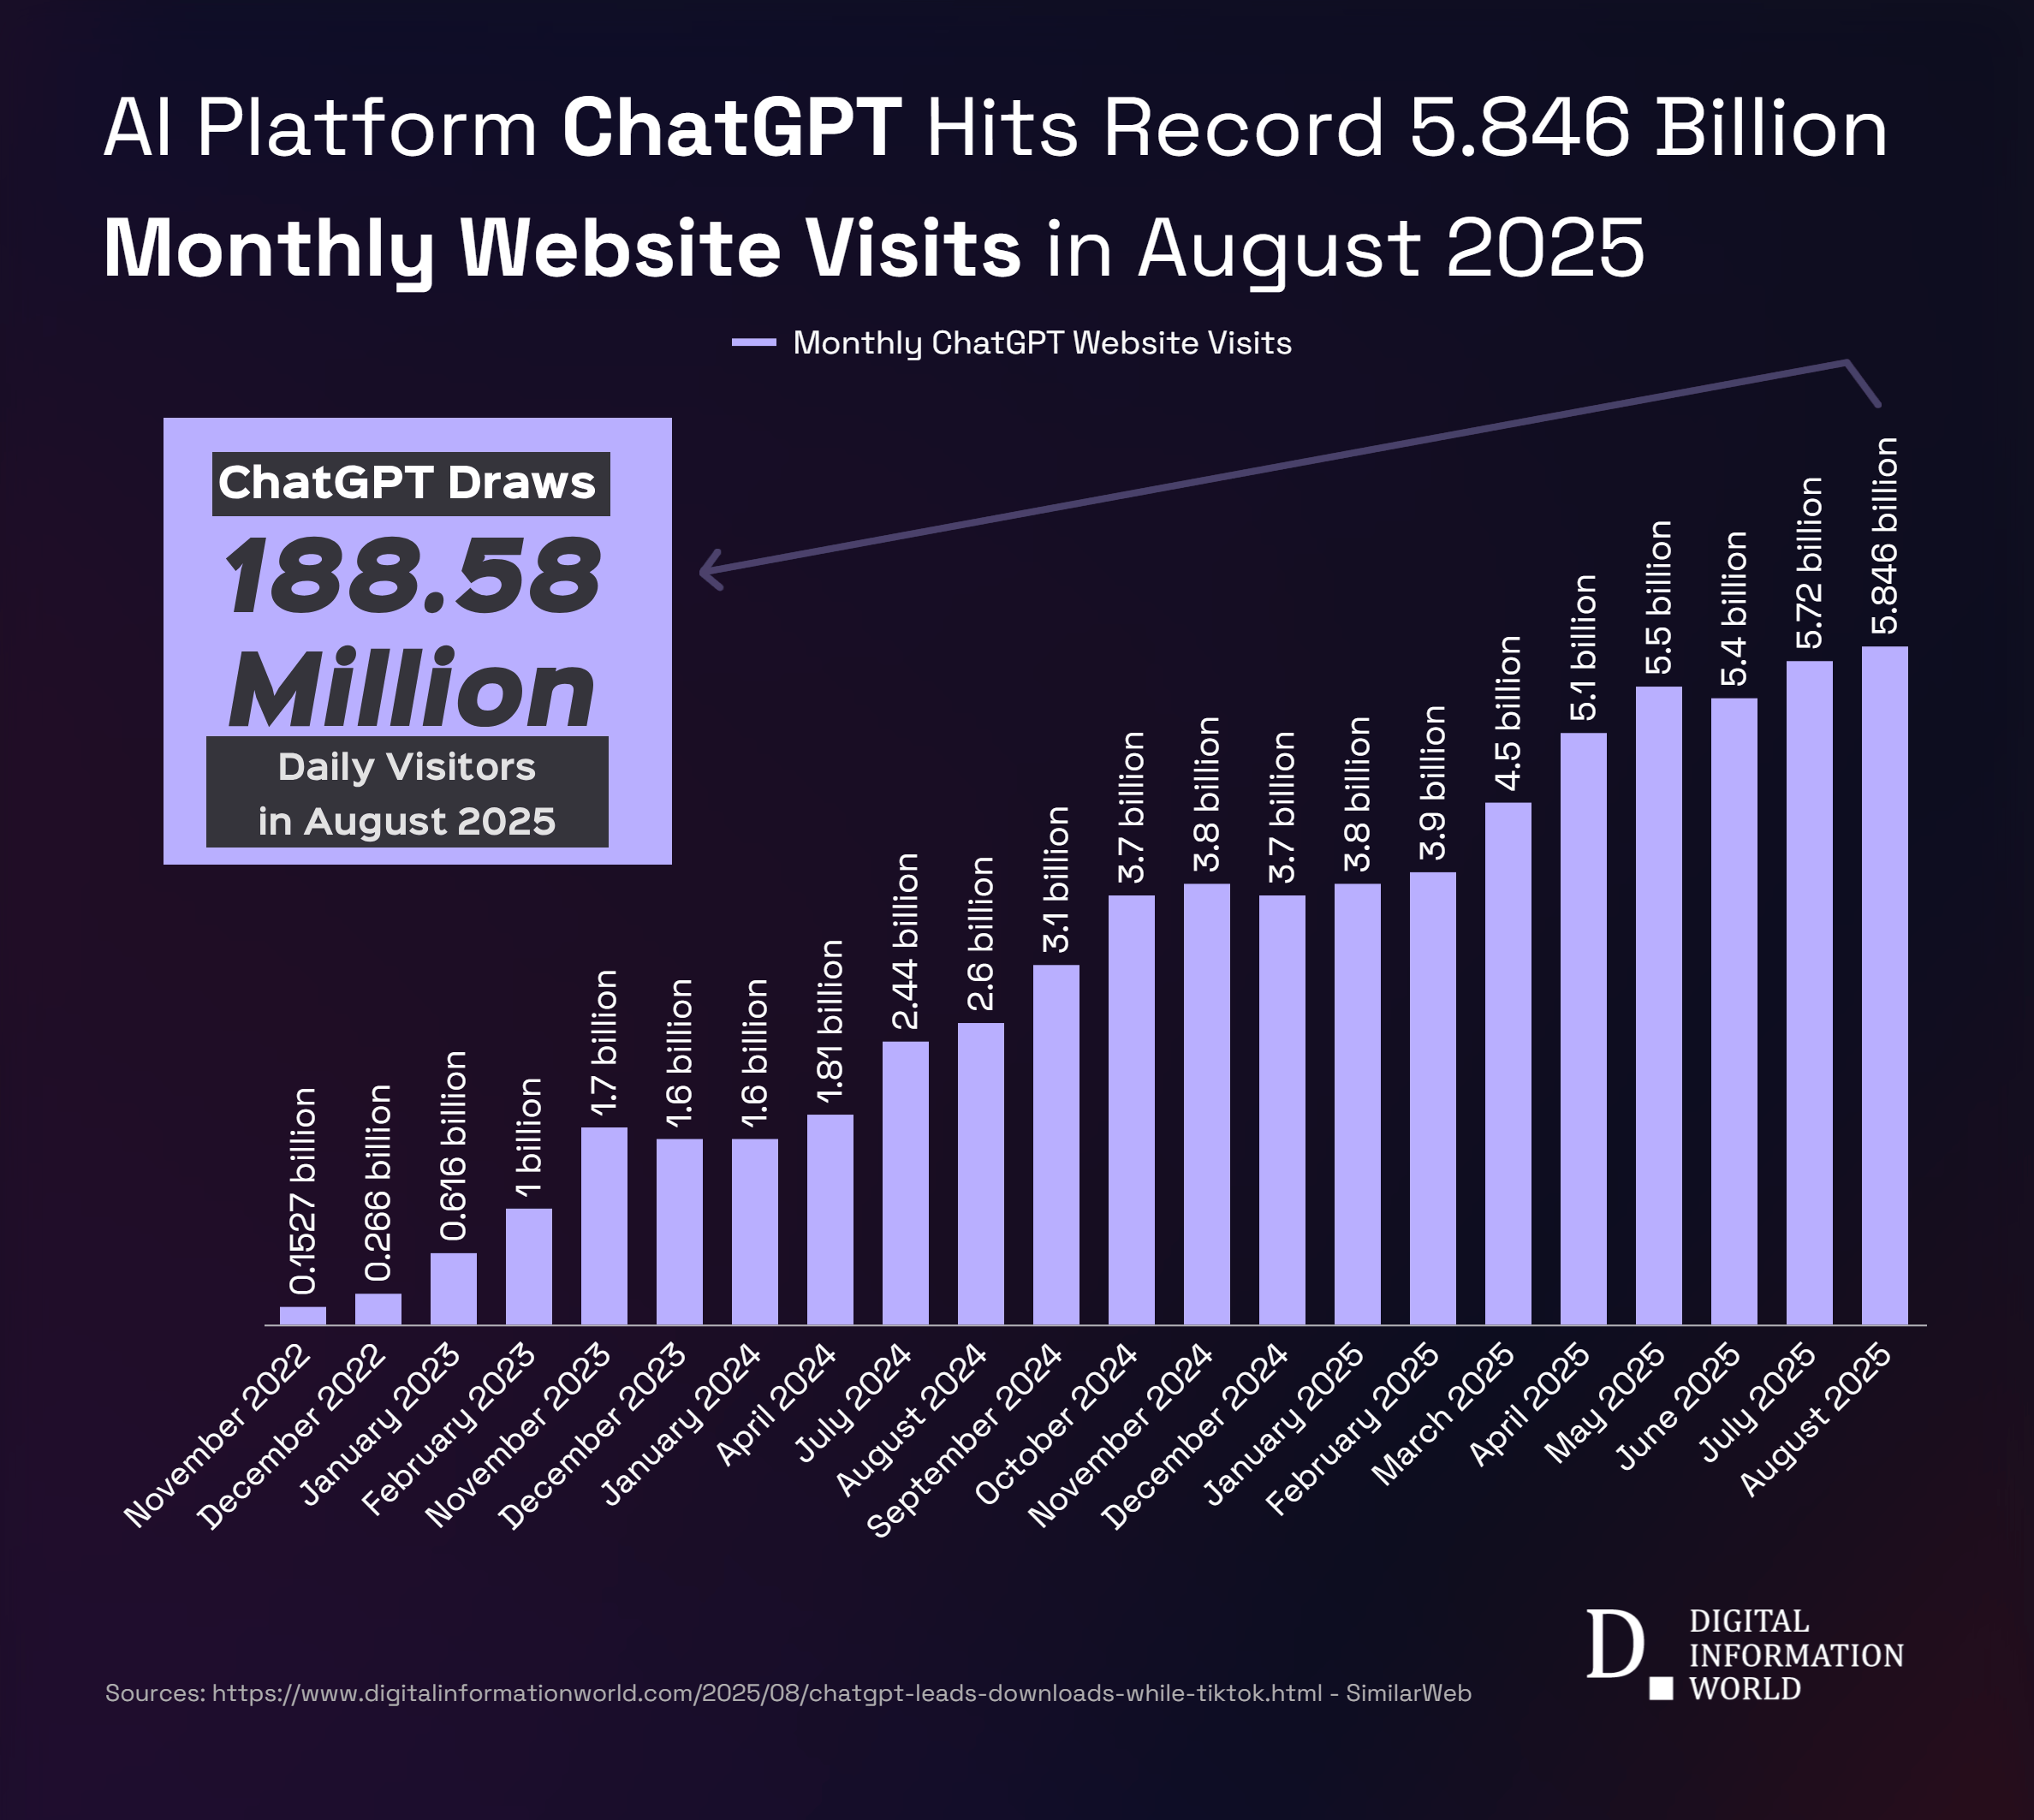 AI Platform ChatGPT Hits Record 5.846 Billion
Monthly Website Visits in August 2025
Monthly ChatGPT Website Visits
ChatGPT Draws
188.58
Million
Daily Visitors
in August 2025
0.1527 billion
0.266 billion
0.616 billion
1 billion
1.7 billion
1.6 billion
1.6 billion
1.81 billion
2.44 billion
2.6 billion
3.1 billion
3.7 billion
3.8 billion
3.7 billion
3.8 billion
3.9 billion
4.5 billion
5.1 billion
5.5 billion
5.4 billion
5.72 billion
5.846 billion
November 2022
December 2022
January 2023
February 2023
November 2023
December 2023
January 2024
April 2024
July 2024
August 2024
September 2024
October 2024
November 2024
December 2024
January 2025
February 2025
March 2025
April 2025
May 2025
June 2025
July 2025
August 2025
Sources: https://www.digitalinformationworld.com/2025/08/chatgpt-leads-downloads-while-tiktok.html - SimilarWeb
D.
DIGITAL
INFORMATION
WORLD